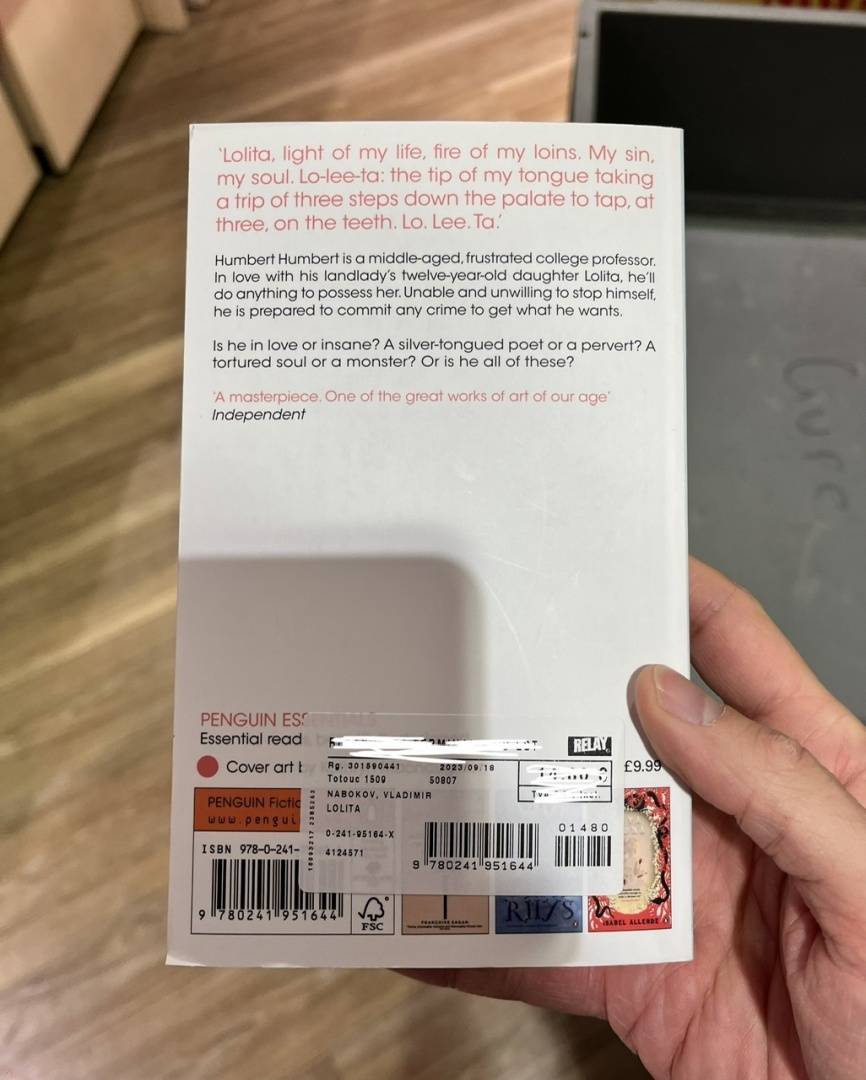 'Lolita, light of my life, fire of my loins. My sin,
my soul. Lo-lee-ta: the tip of my tongue taking
a trip of three steps down the palate to tap, at
three, on the teeth. Lo. Lee. Ta.'
Humbert Humbert is a middle-aged, frustrated college professor.
In love with his landlady's twelve-year-old daughter Lolita, he'll
do anything to possess her. Unable and unwilling to stop himself,
he is prepared to commit any crime to get what he wants.
Is he in love or insane? A silver-tongued poet or a pervert? A
tortured soul or a monster? Or is he all of these?
'A masterpiece. One of the great works of art of our age'
Independent
PENGUIN ESSENTIALS
Essential read
Cover art
£9.99
RELAY
Rg. 301590441 2023/09/18
Totouc 1509 50807
NABOKOV, VLADIMIR
LOLITA
0-241-95164-X
4124571
9 780241 951644
01480
PENGUIN Fictio
www.pengui
ISBN 978-0-241-
9 780241 951644
FSC
FRANÇOISE SAGAN
RHYS
ISABEL ALLENDE
Gure